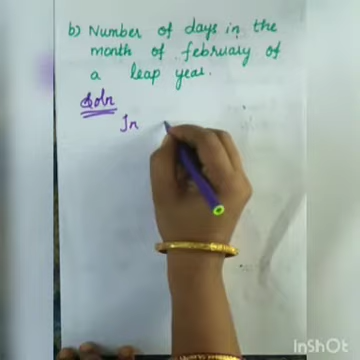 b) Number of days in the
month of february of
a leap year.
Soln
In
InShOt